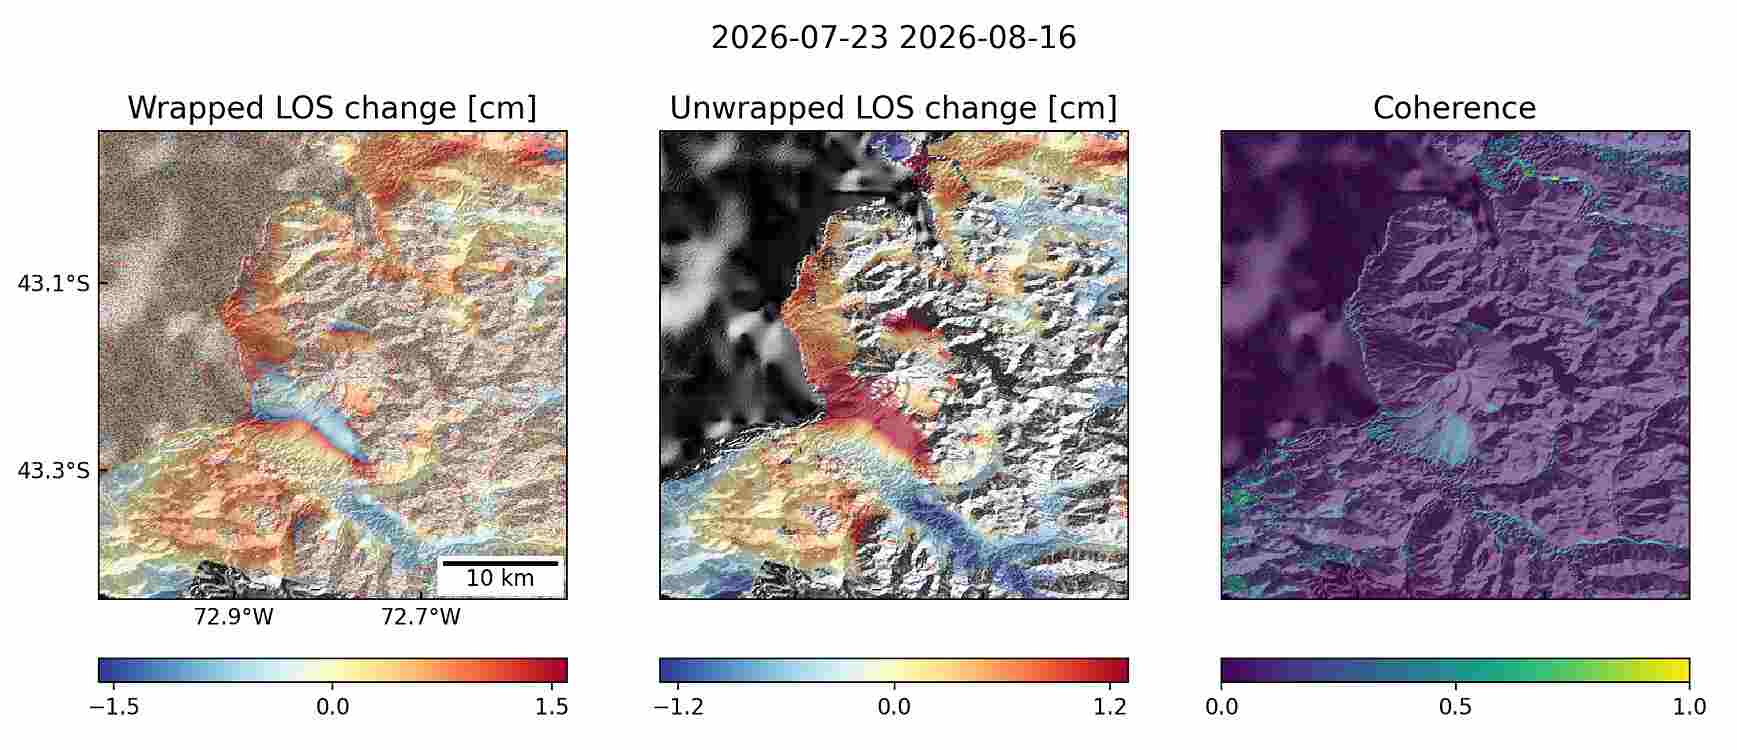 2026-07-23 2026-08-16
Wrapped LOS change [cm]
Unwrapped LOS change [cm]
Coherence
43.1°S
43.3°S
10 km
72.9°W
72.7°W
−1.5
0.0
1.5
−1.2
0.0
1.2
0.0
0.5
1.0